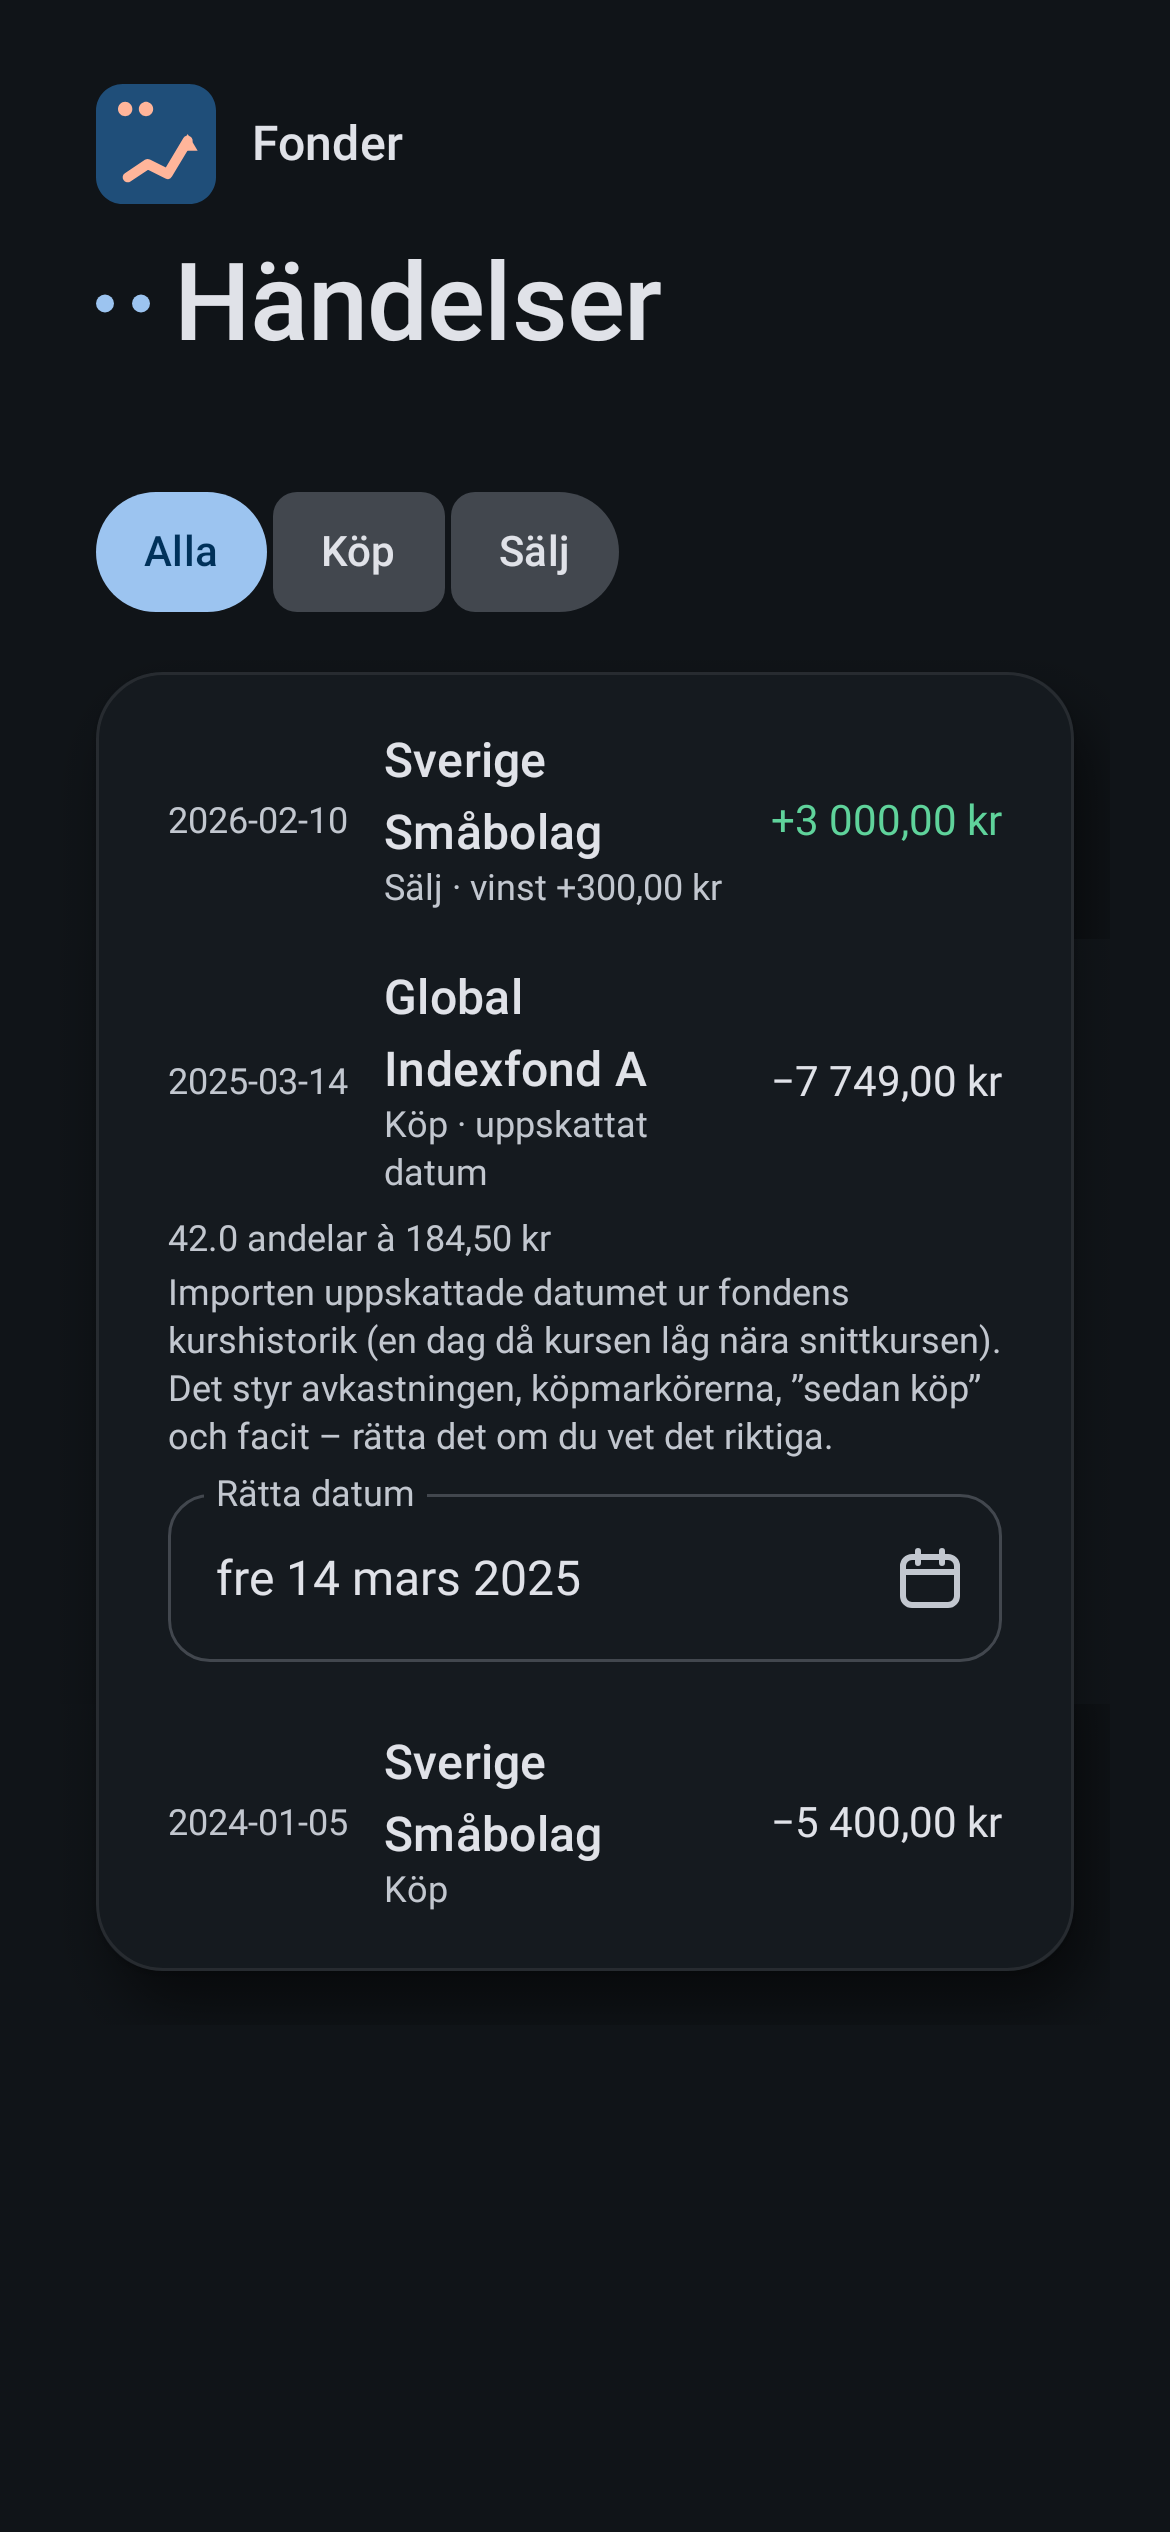 Fonder
Händelser
Alla
Köp
Sälj
Sverige
Småbolag
2026-02-10
+3 000,00 kr
Sälj · vinst +300,00 kr
Global
Indexfond A
2025-03-14
−7 749,00 kr
Köp · uppskattat
datum
42.0 andelar à 184,50 kr
Importen uppskattade datumet ur fondens
kurshistorik (en dag då kursen låg nära snittkursen).
Det styr avkastningen, köpmarkörerna, ”sedan köp”
och facit – rätta det om du vet det riktiga.
Rätta datum
fre 14 mars 2025
Sverige
Småbolag
2024-01-05
−5 400,00 kr
Köp